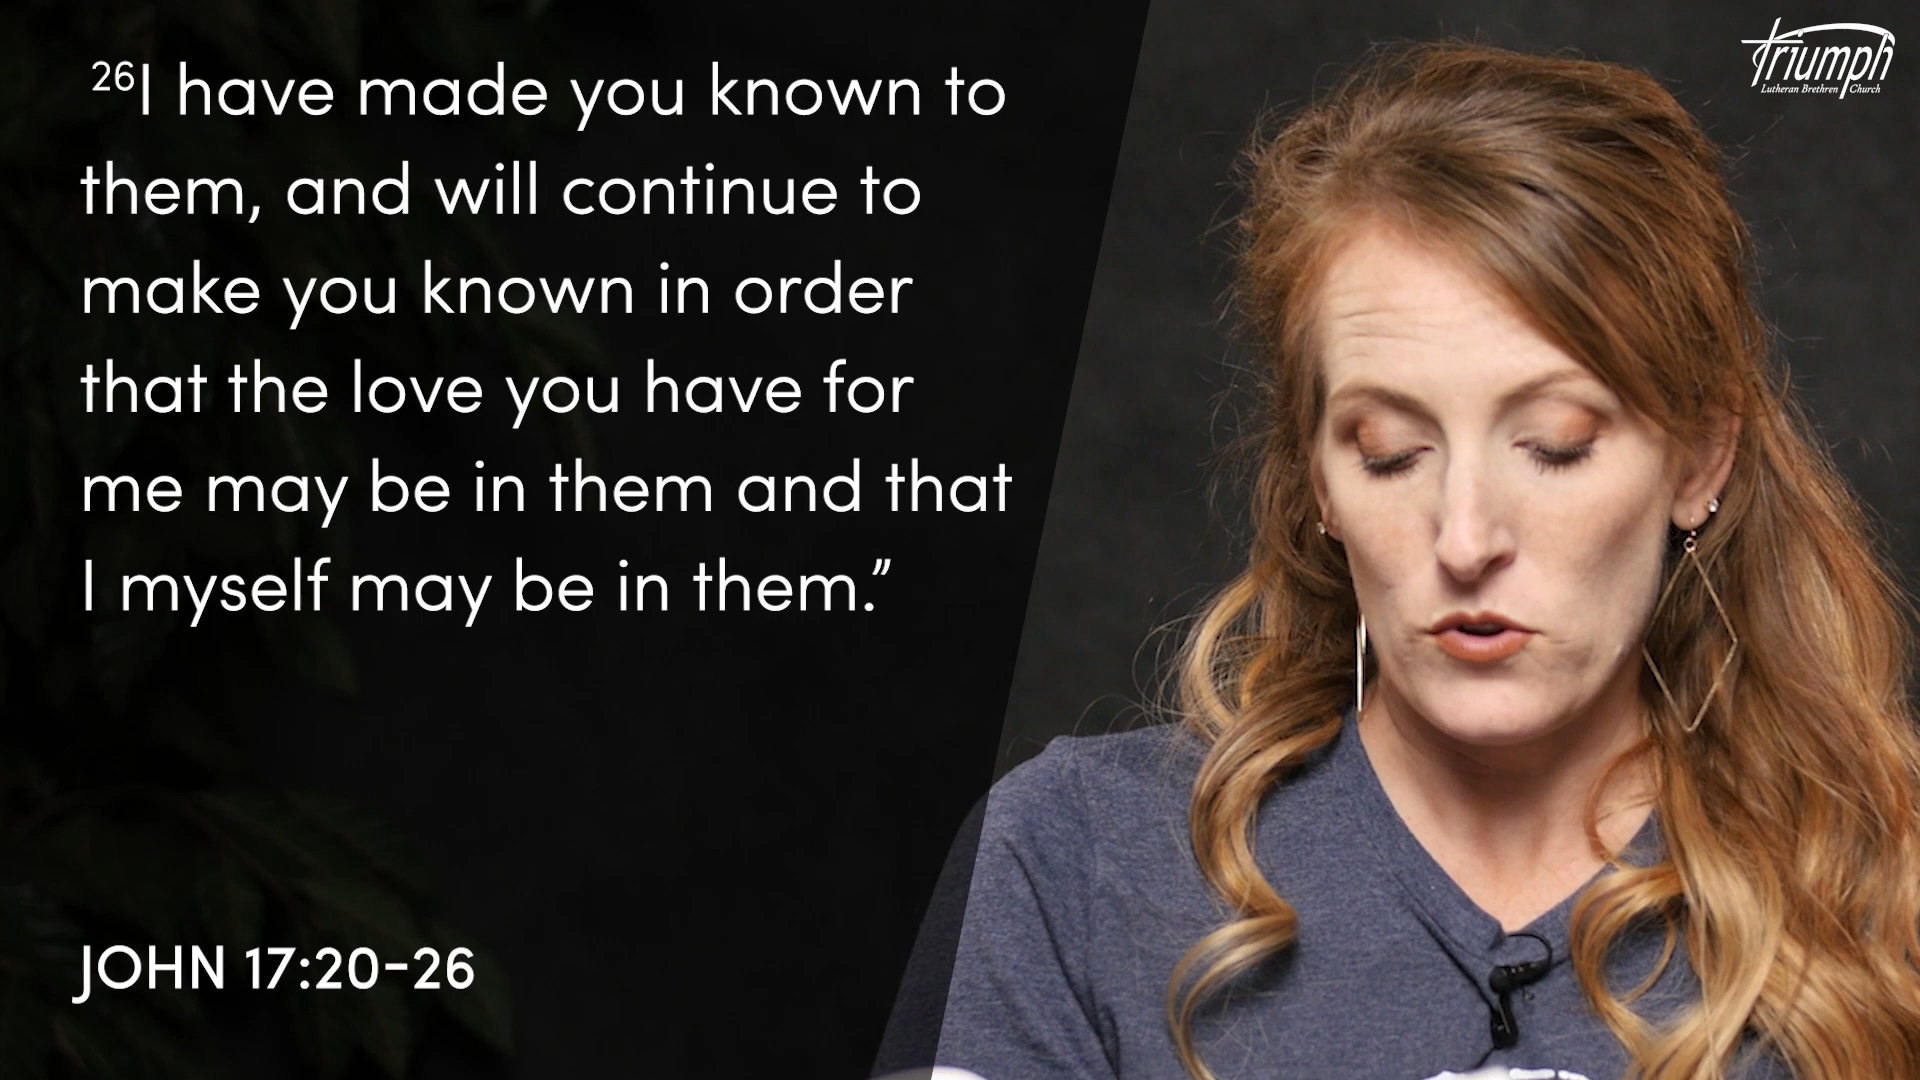 ²⁶I have made you known to
them, and will continue to
make you known in order
that the love you have for
me may be in them and that
I myself may be in them.”
JOHN 17:20-26
triumph
Lutheran Brethren Church